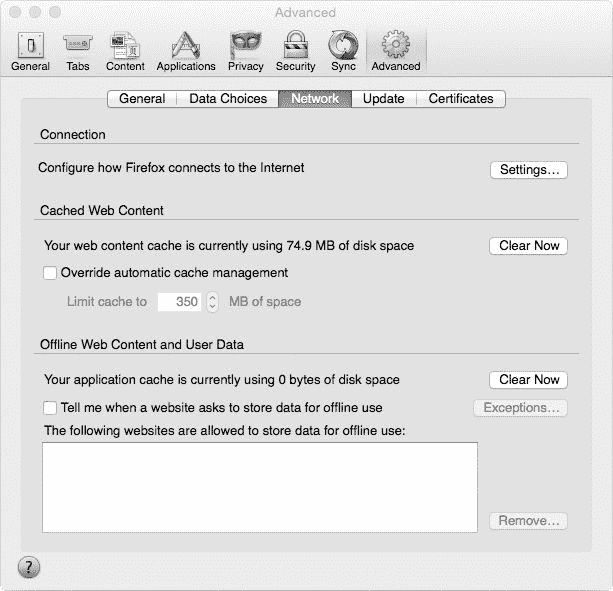 Advanced
General Tabs Content Applications Privacy Security Sync Advanced
General Data Choices Network Update Certificates
Connection
Configure how Firefox connects to the Internet Settings...
Cached Web Content
Your web content cache is currently using 74.9 MB of disk space Clear Now
Override automatic cache management
Limit cache to 350 MB of space
Offline Web Content and User Data
Your application cache is currently using 0 bytes of disk space Clear Now
Tell me when a website asks to store data for offline use Exceptions...
The following websites are allowed to store data for offline use:
Remove...
?